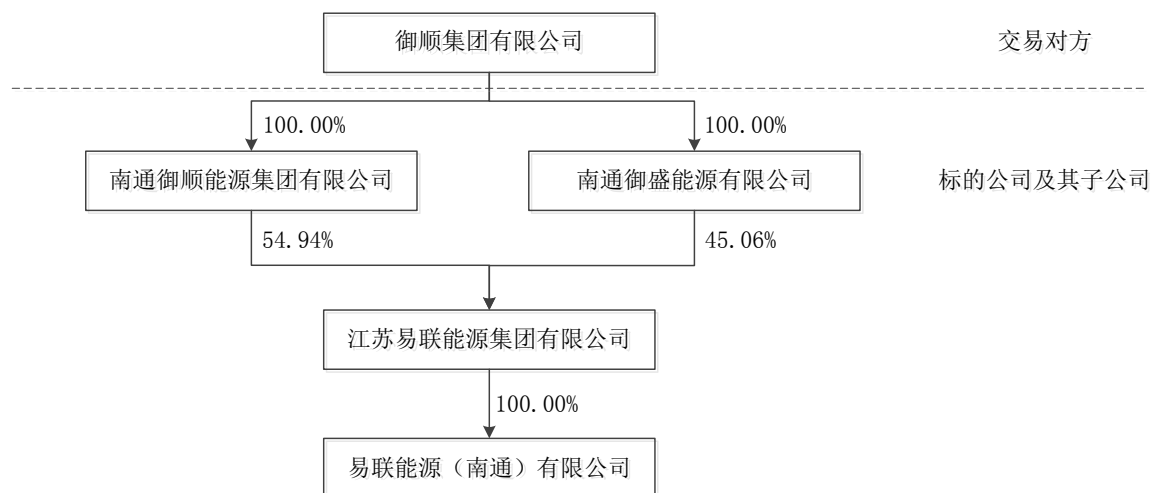 御顺集团有限公司
交易对方
100.00%
100.00%
南通御顺能源集团有限公司
南通御盛能源有限公司
标的公司及其子公司
54.94%
45.06%
江苏易联能源集团有限公司
100.00%
易联能源（南通）有限公司